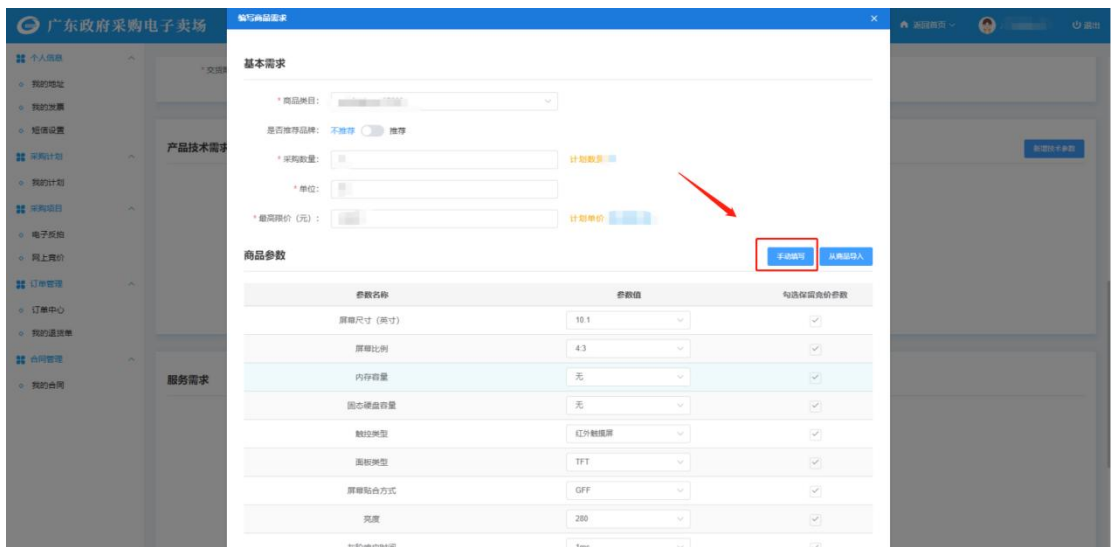 广东政府采购电子卖场
编写商品需求
×
返回首页
退出
个人信息
我的地址
我的发票
短信设置
采购计划
我的计划
采购项目
电子反拍
网上竞价
订单管理
订单中心
我的退货单
合同管理
我的合同
产品技术需求
新增技术参数
服务需求
基本需求
* 商品类目：
是否推荐品牌： 不推荐 推荐
* 采购数量： 计划数量
* 单位：
* 最高限价（元）： 计划单价
商品参数 手动填写 从商品导入
参数名称 参数值 勾选保留竞价参数
屏幕尺寸（英寸） 10.1
屏幕比例 4:3
内存容量 无
固态硬盘容量 无
触控类型 红外触摸屏
面板类型 TFT
屏幕贴合方式 GFF
亮度 280